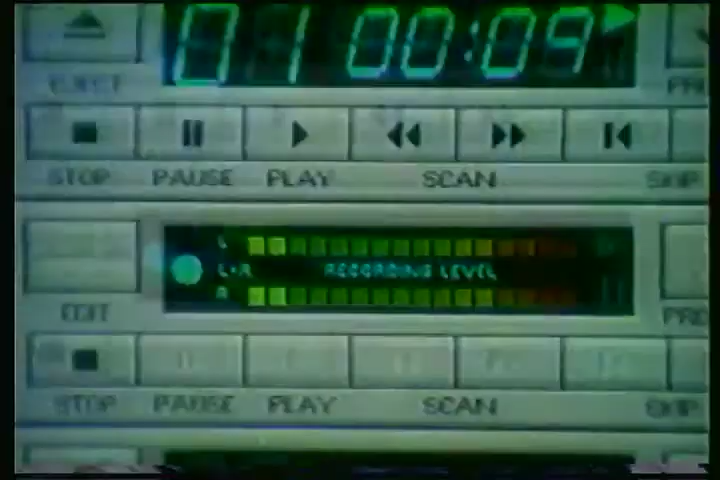 01 00:09
EJECT
STOP PAUSE PLAY SCAN SKIP
L
L+R RECORDING LEVEL
R
EDIT
STOP PAUSE PLAY SCAN SKIP